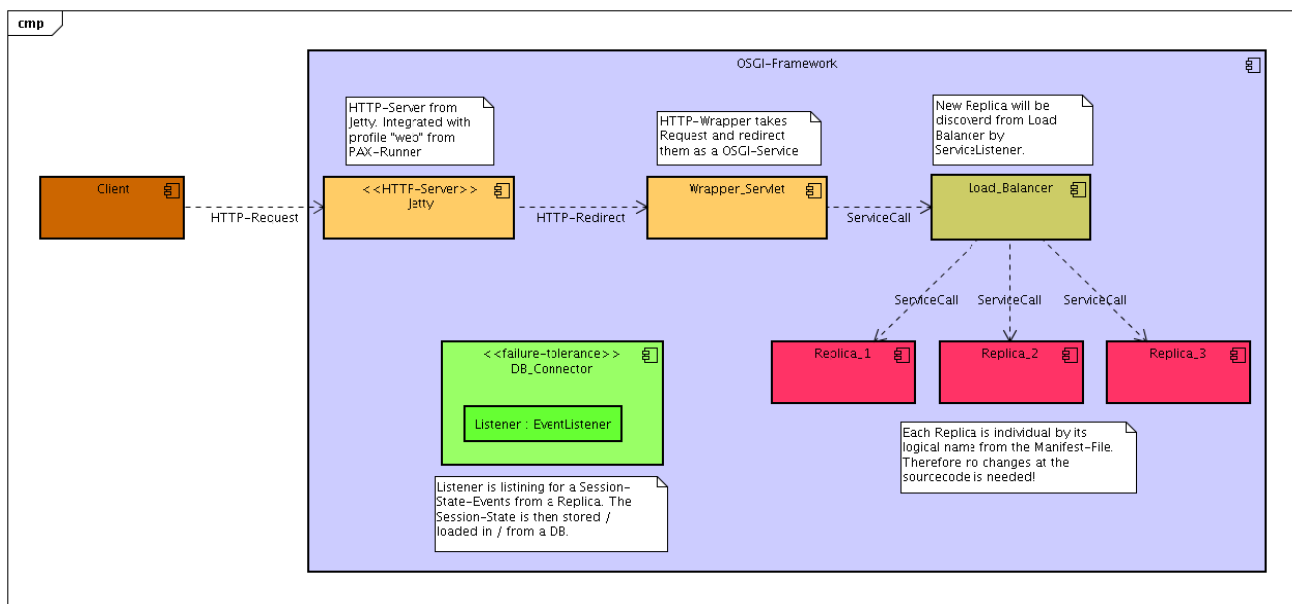 cmp
OSGI-Framework
HTTP-Server from
Jetty. Integrated with
profile "web" from
PAX-Runner
HTTP-Wrapper takes
Request and redirect
them as a OSGI-Service
New Replica will be
discoverd from Load
Balancer by
ServiceListener.
Client
HTTP-Recuest
<<HTTF-Server>>
Jetty
HTTP-Redirect
Wrapper_Servlet
ServiceCall
Load_Balancer
ServiceCall
ServiceCall
ServiceCall
<<failure-tolerance>>
DB_Connector
Listener : EventListener
Replica_1
Replica_2
Replica_3
Each Replica is individual by its
logical name from the Manifest-File.
Therefore no changes at the
sourcecode is needed!
Listener is listining for a Session-
State-Events from a Replica. The
Session-State is then stored /
loaded in / from a DB.